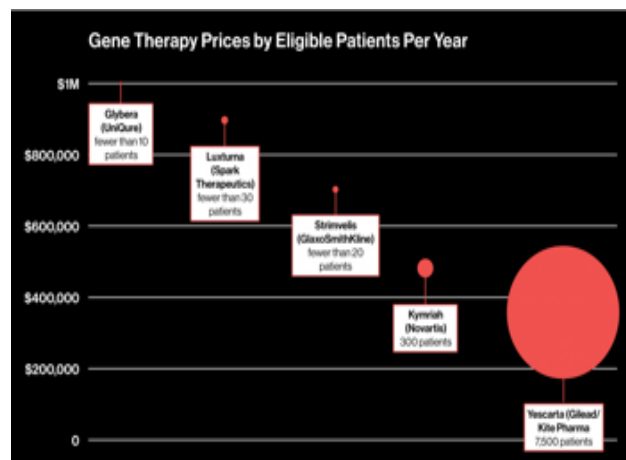 Gene Therapy Prices by Eligible Patients Per Year
$1M
Glybera
(UniQure)
fewer than 10
patients
$800,000
Luxturna
(Spark
Therapeutics)
fewer than 30
patients
$600,000
Strimvelis
(GlaxoSmithKline)
fewer than 20
patients
$400,000
Kymriah
(Novartis)
300 patients
$200,000
Yescarta (Gilead/
Kite Pharma
7,500 patients
0